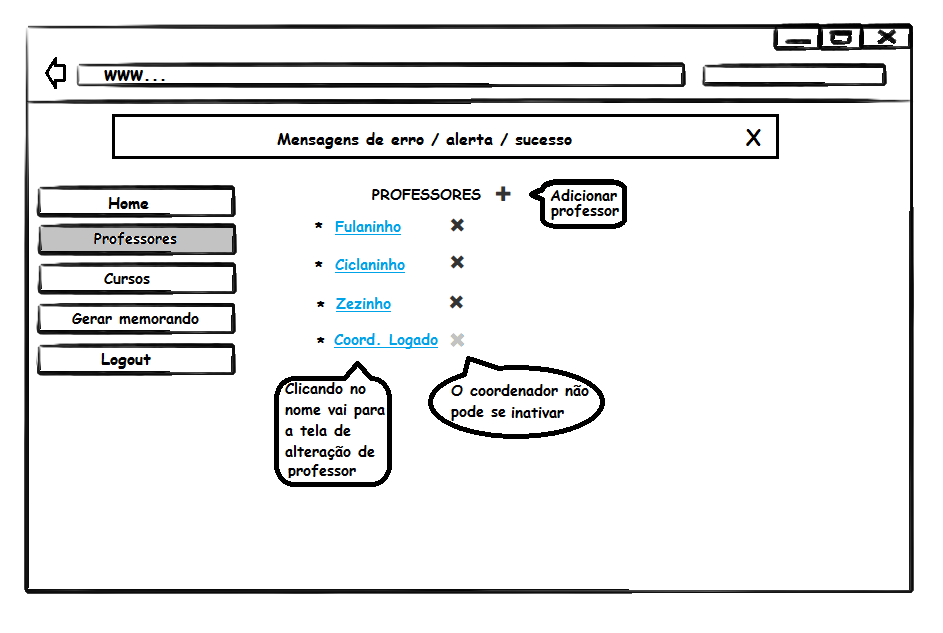 www...
Mensagens de erro / alerta / sucesso X
Home
Professores
Cursos
Gerar memorando
Logout
PROFESSORES +
Adicionar
professor
* Fulaninho ✖
* Ciclaninho ✖
* Zezinho ✖
* Coord. Logado ✖
Clicando no
nome vai para
a tela de
alteração de
professor
O coordenador não
pode se inativar